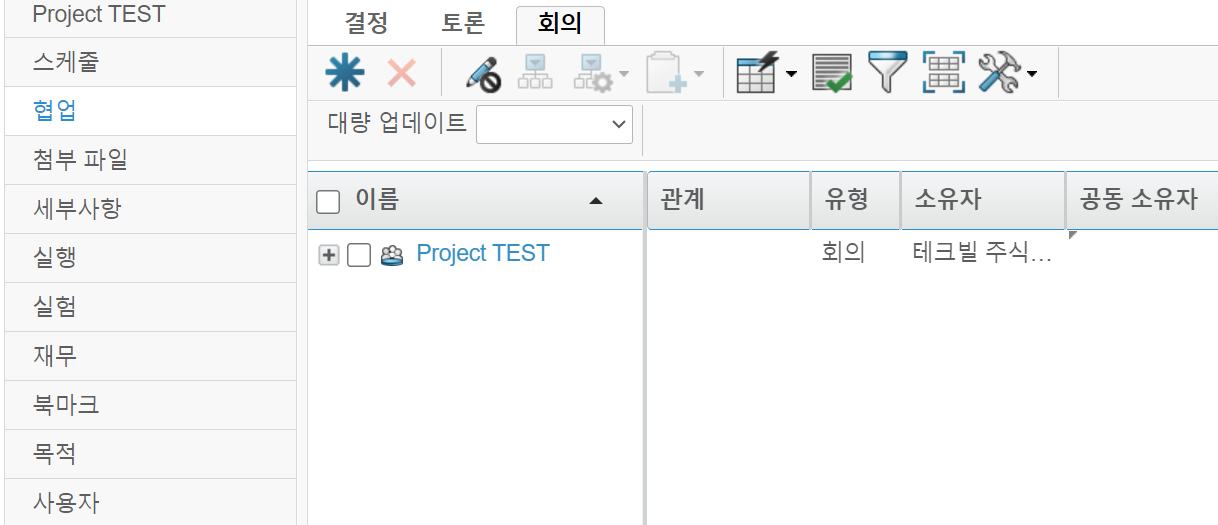 Project TEST
스케줄
협업
첨부 파일
세부사항
실행
실험
재무
북마크
목적
사용자
결정 토론 회의
대량 업데이트
이름 관계 유형 소유자 공동 소유자
Project TEST 회의 테크빌 주식...